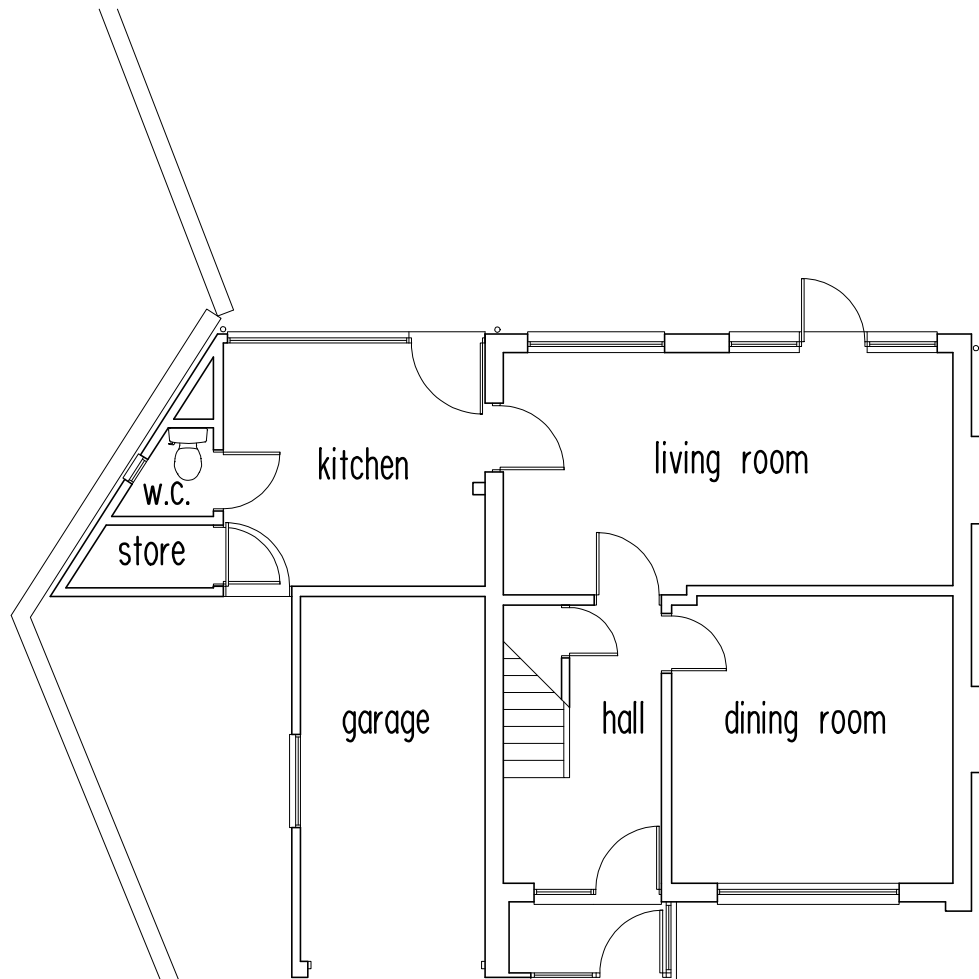 kitchen
living room
w.c.
store
garage
hall
dining room